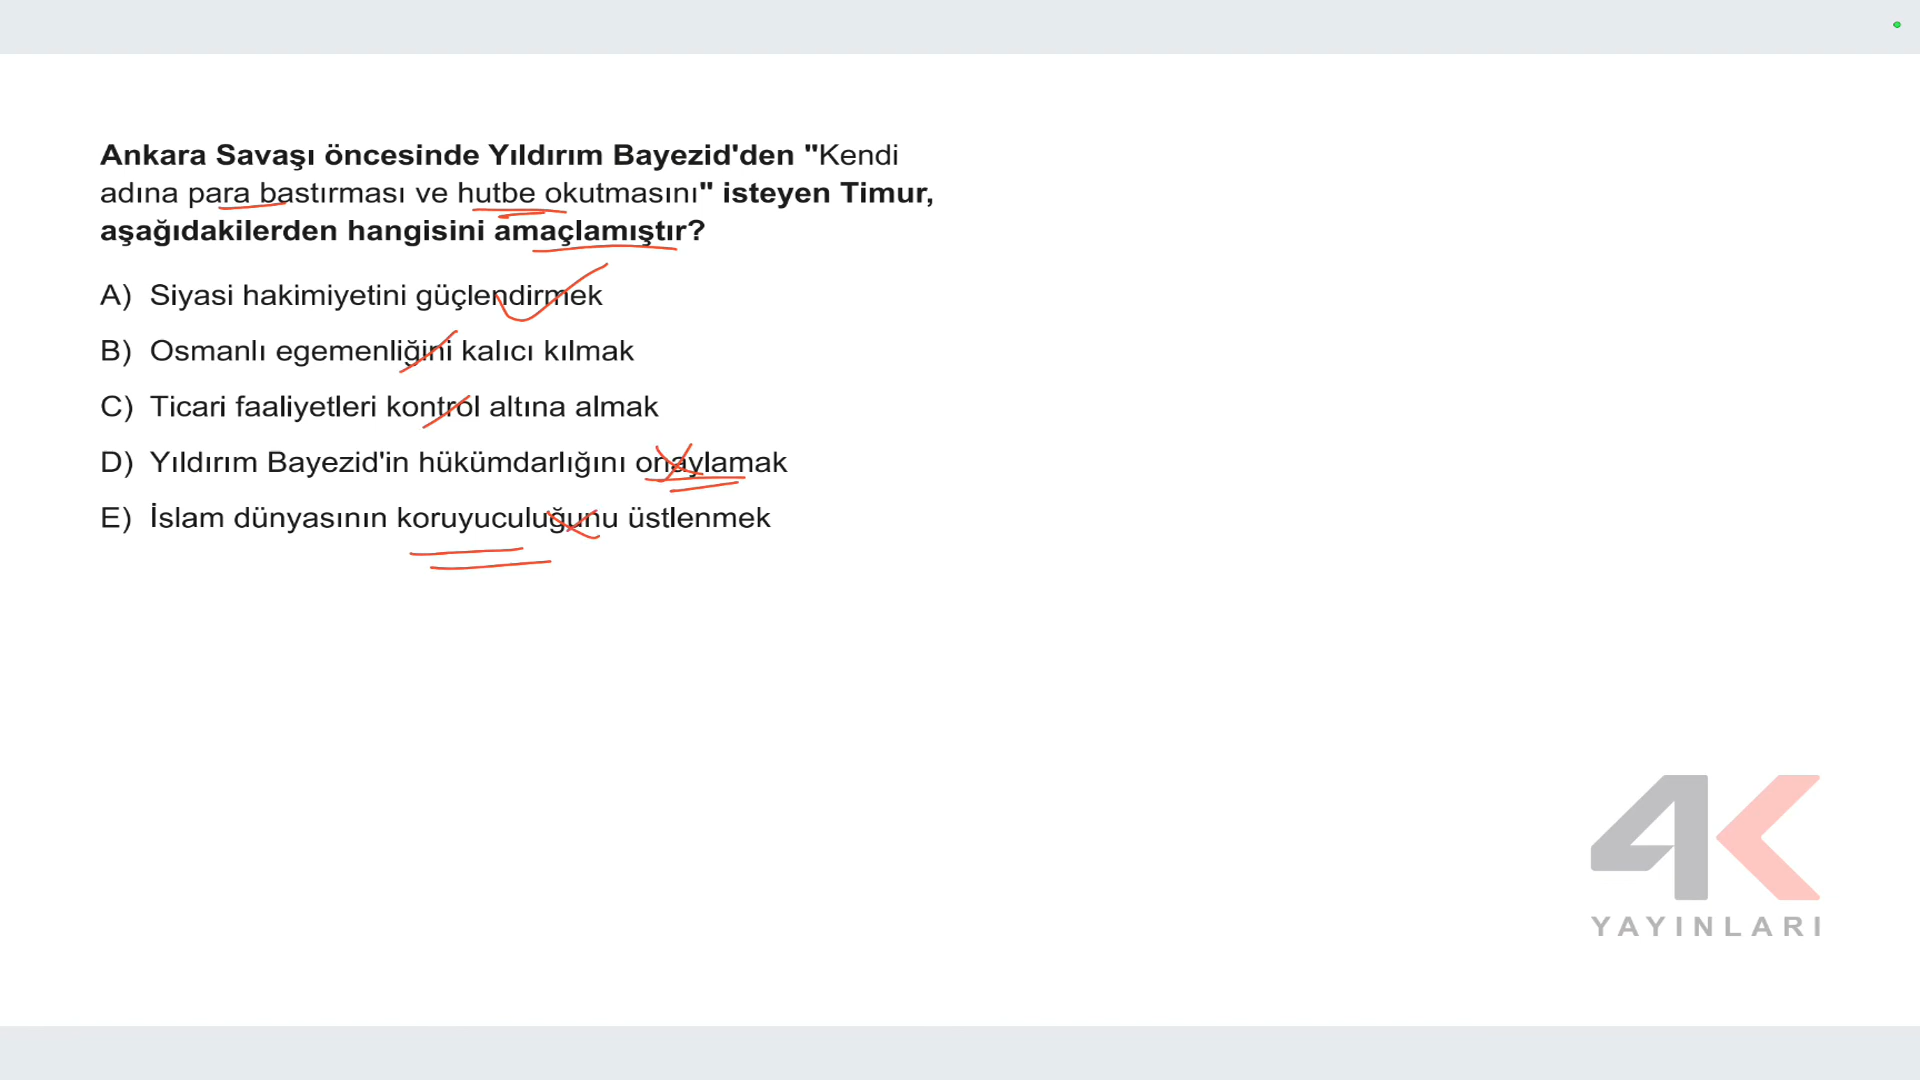 Ankara Savaşı öncesinde Yıldırım Bayezid'den "Kendi
adına para bastırması ve hutbe okutmasını" isteyen Timur,
aşağıdakilerden hangisini amaçlamıştır?
A) Siyasi hakimiyetini güçlendirmek
B) Osmanlı egemenliğini kalıcı kılmak
C) Ticari faaliyetleri kontrol altına almak
D) Yıldırım Bayezid'in hükümdarlığını onaylamak
E) İslam dünyasının koruyuculuğunu üstlenmek
4K
YAYINLARI